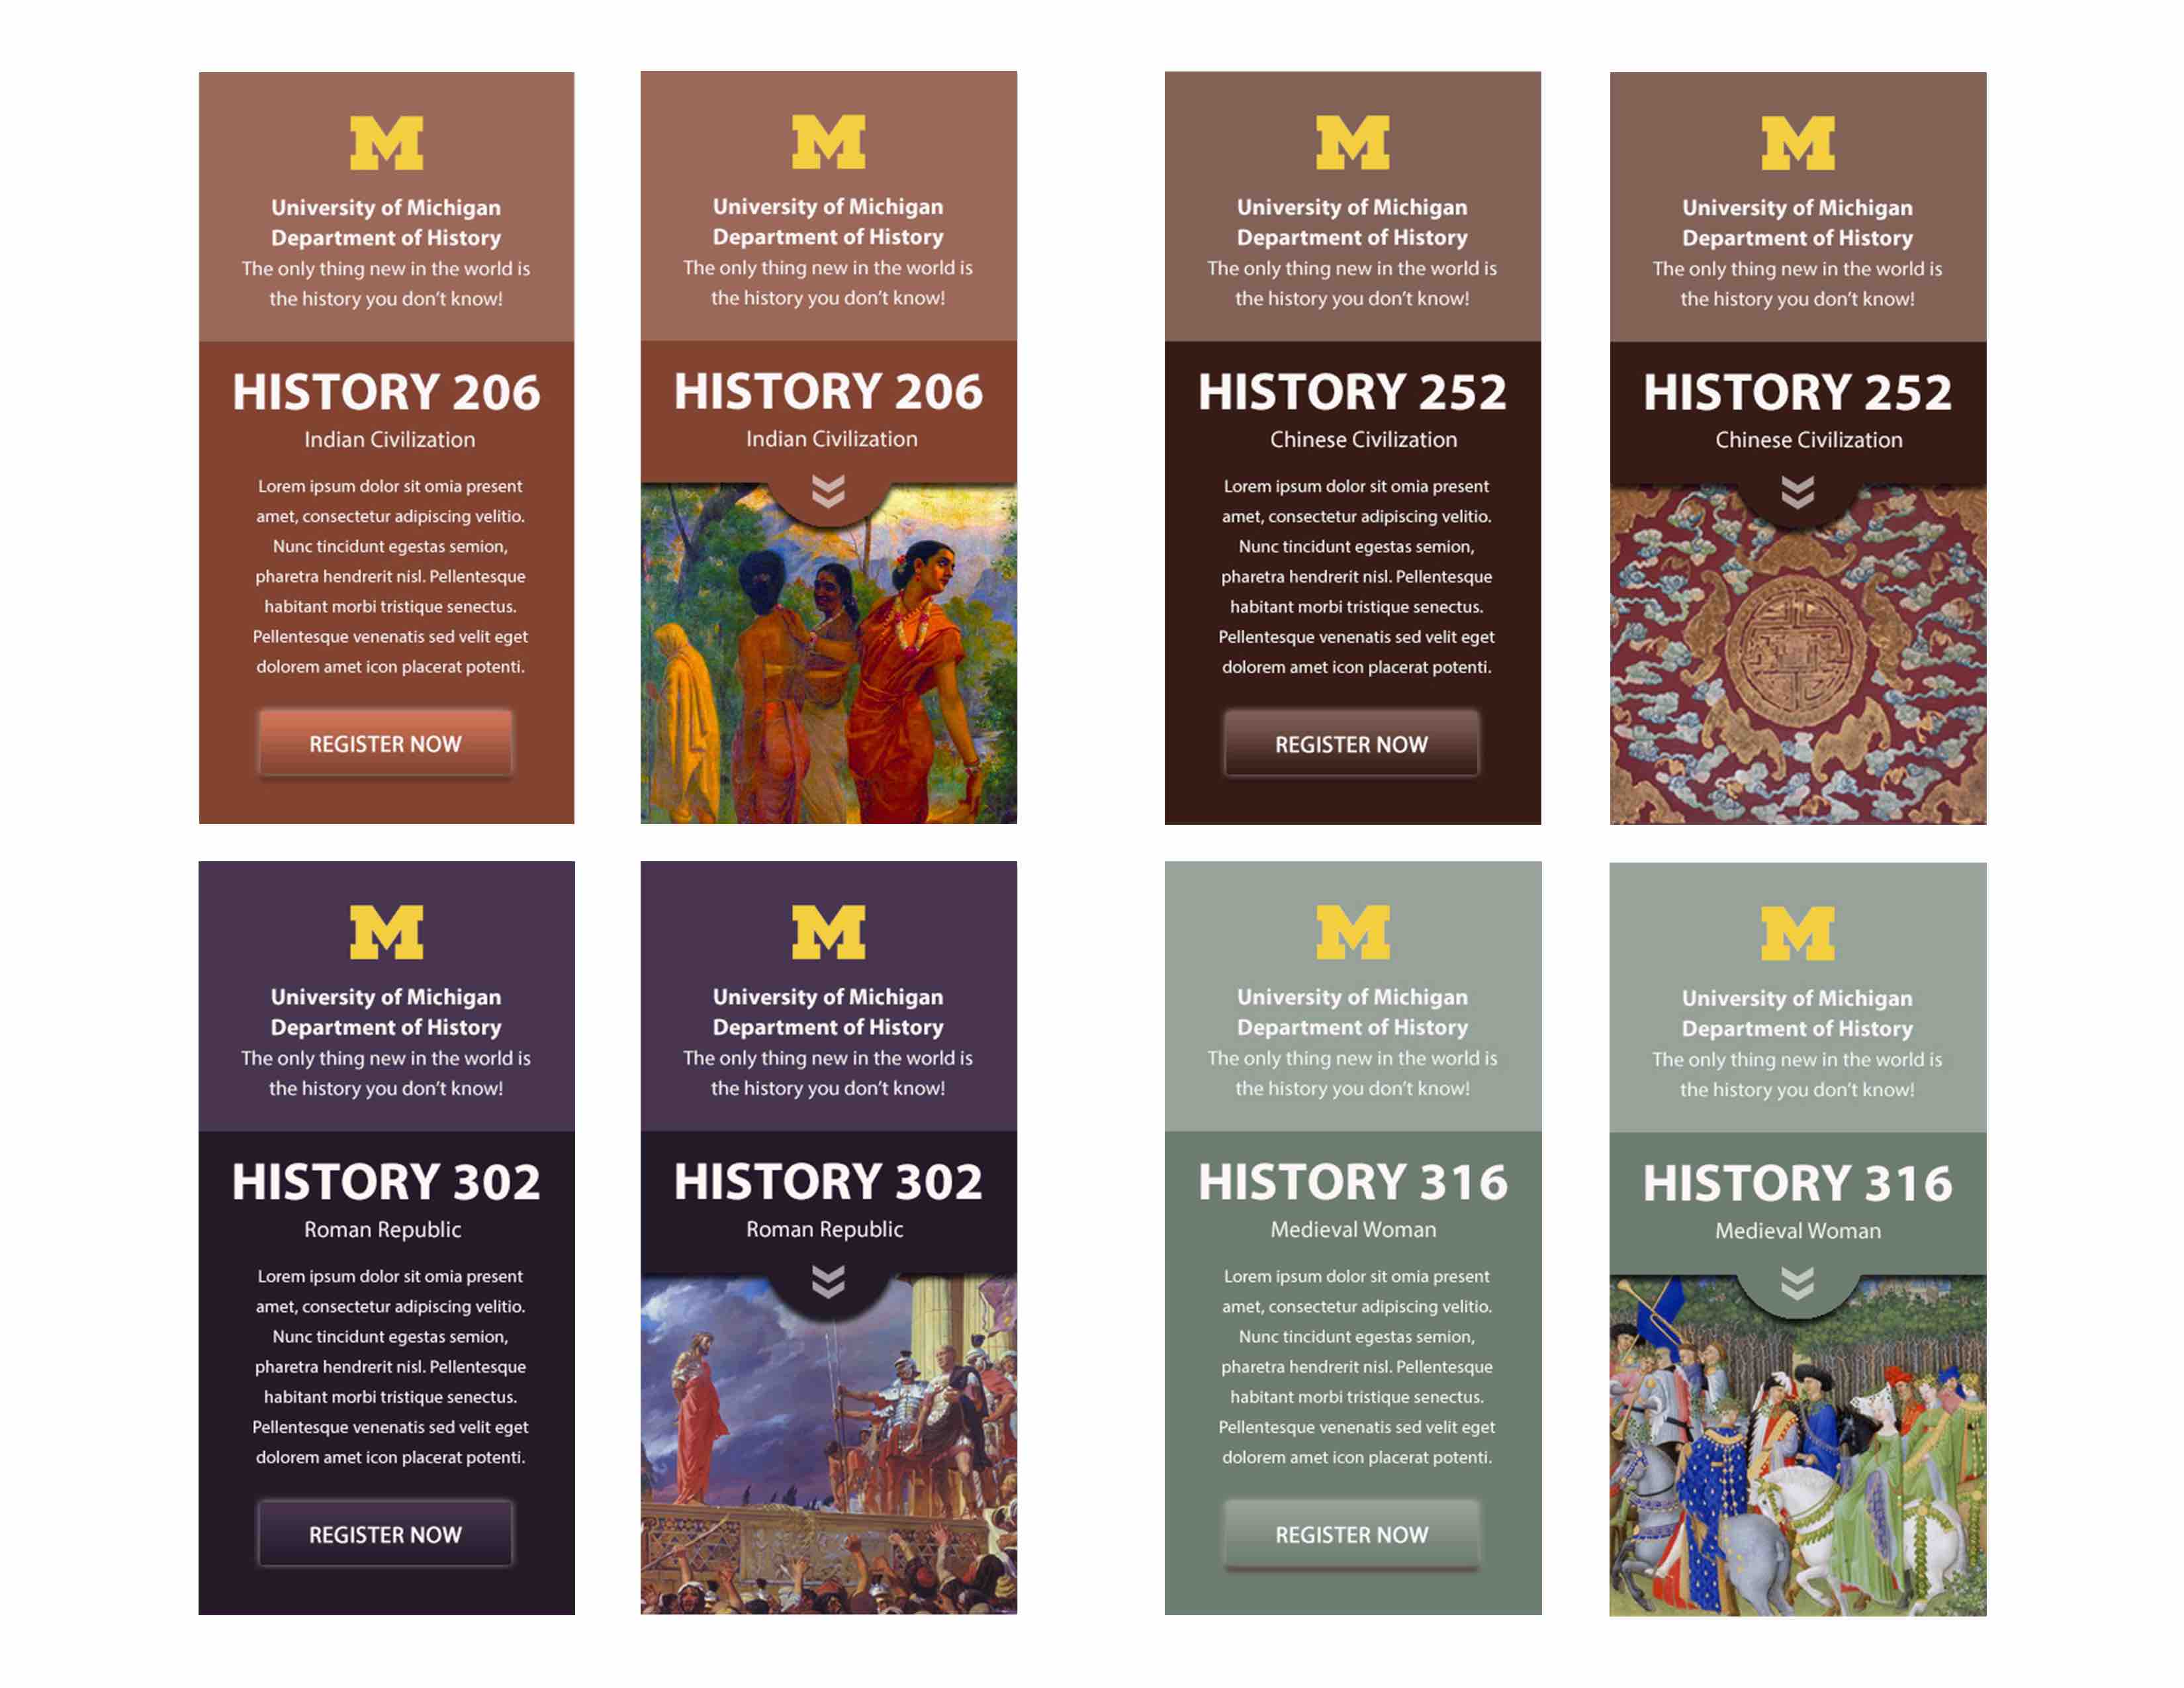 M
University of Michigan
Department of History
The only thing new in the world is
the history you don't know!
HISTORY 206
Indian Civilization
Lorem ipsum dolor sit omia present
amet, consectetur adipiscing velitio.
Nunc tincidunt egestas semion,
pharetra hendrerit nisl. Pellentesque
habitant morbi tristique senectus.
Pellentesque venenatis sed velit eget
dolorem amet icon placerat potenti.
REGISTER NOW
M
University of Michigan
Department of History
The only thing new in the world is
the history you don't know!
HISTORY 206
Indian Civilization
M
University of Michigan
Department of History
The only thing new in the world is
the history you don't know!
HISTORY 252
Chinese Civilization
Lorem ipsum dolor sit omia present
amet, consectetur adipiscing velitio.
Nunc tincidunt egestas semion,
pharetra hendrerit nisl. Pellentesque
habitant morbi tristique senectus.
Pellentesque venenatis sed velit eget
dolorem amet icon placerat potenti.
REGISTER NOW
M
University of Michigan
Department of History
The only thing new in the world is
the history you don't know!
HISTORY 252
Chinese Civilization
M
University of Michigan
Department of History
The only thing new in the world is
the history you don't know!
HISTORY 302
Roman Republic
Lorem ipsum dolor sit omia present
amet, consectetur adipiscing velitio.
Nunc tincidunt egestas semion,
pharetra hendrerit nisl. Pellentesque
habitant morbi tristique senectus.
Pellentesque venenatis sed velit eget
dolorem amet icon placerat potenti.
REGISTER NOW
M
University of Michigan
Department of History
The only thing new in the world is
the history you don't know!
HISTORY 302
Roman Republic
M
University of Michigan
Department of History
The only thing new in the world is
the history you don't know!
HISTORY 316
Medieval Woman
Lorem ipsum dolor sit omia present
amet, consectetur adipiscing velitio.
Nunc tincidunt egestas semion,
pharetra hendrerit nisl. Pellentesque
habitant morbi tristique senectus.
Pellentesque venenatis sed velit eget
dolorem amet icon placerat potenti.
REGISTER NOW
M
University of Michigan
Department of History
The only thing new in the world is
the history you don't know!
HISTORY 316
Medieval Woman